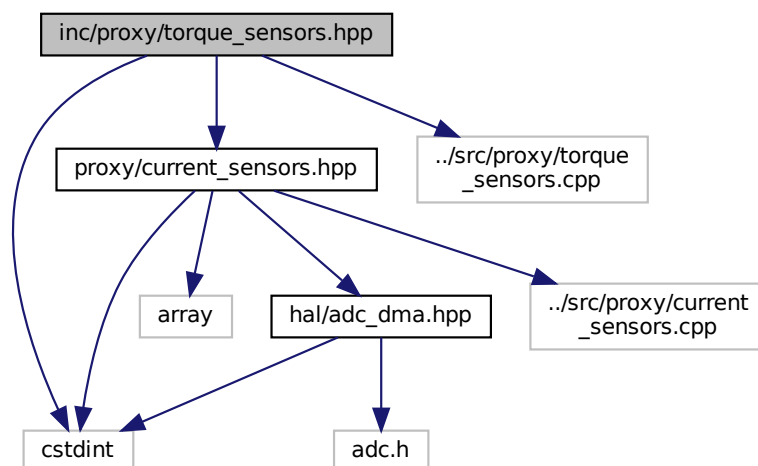 inc/proxy/torque_sensors.hpp
proxy/current_sensors.hpp
../src/proxy/torque
_sensors.cpp
array
hal/adc_dma.hpp
../src/proxy/current
_sensors.cpp
cstdint
adc.h